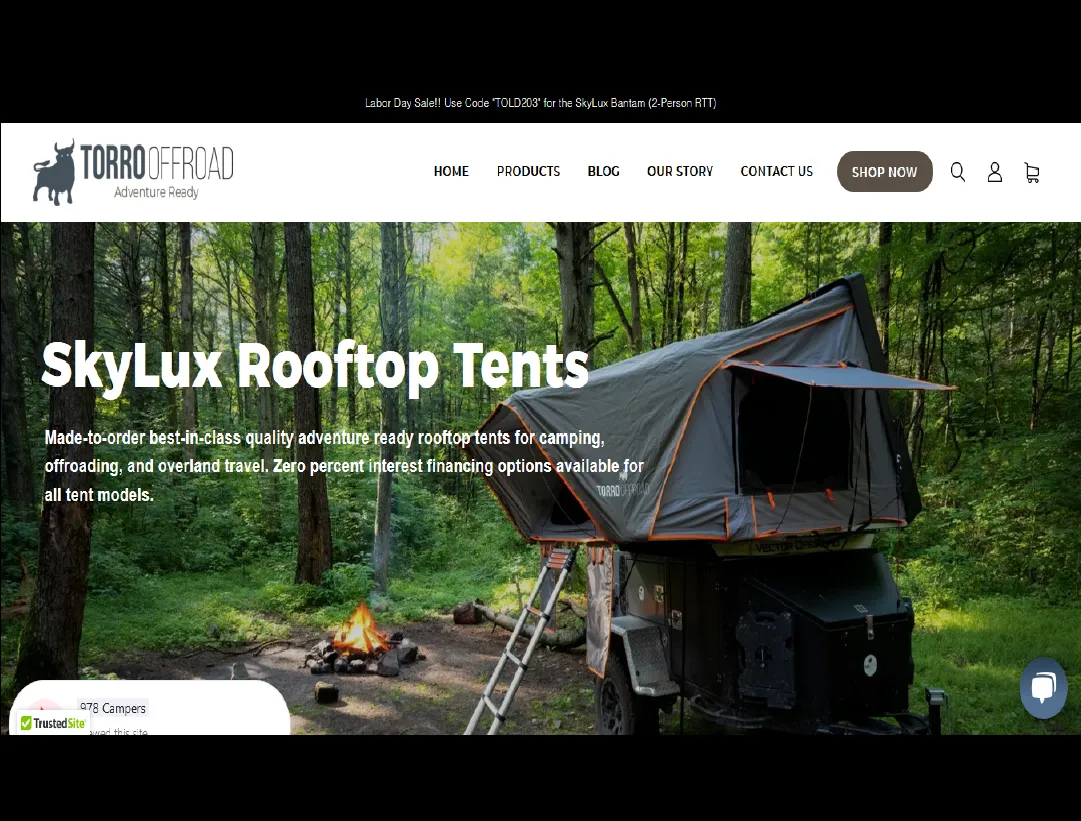 Labor Day Sale!! Use Code "TOLD203" for the SkyLux Bantam (2-Person RTT)
TORRO OFFROAD
Adventure Ready
HOME PRODUCTS BLOG OUR STORY CONTACT US SHOP NOW
SkyLux Rooftop Tents
Made-to-order best-in-class quality adventure ready rooftop tents for camping,
offroading, and overland travel. Zero percent interest financing options available for
all tent models.
TORRO OFFROAD
VECTOR
978 Campers
this site
TrustedSite